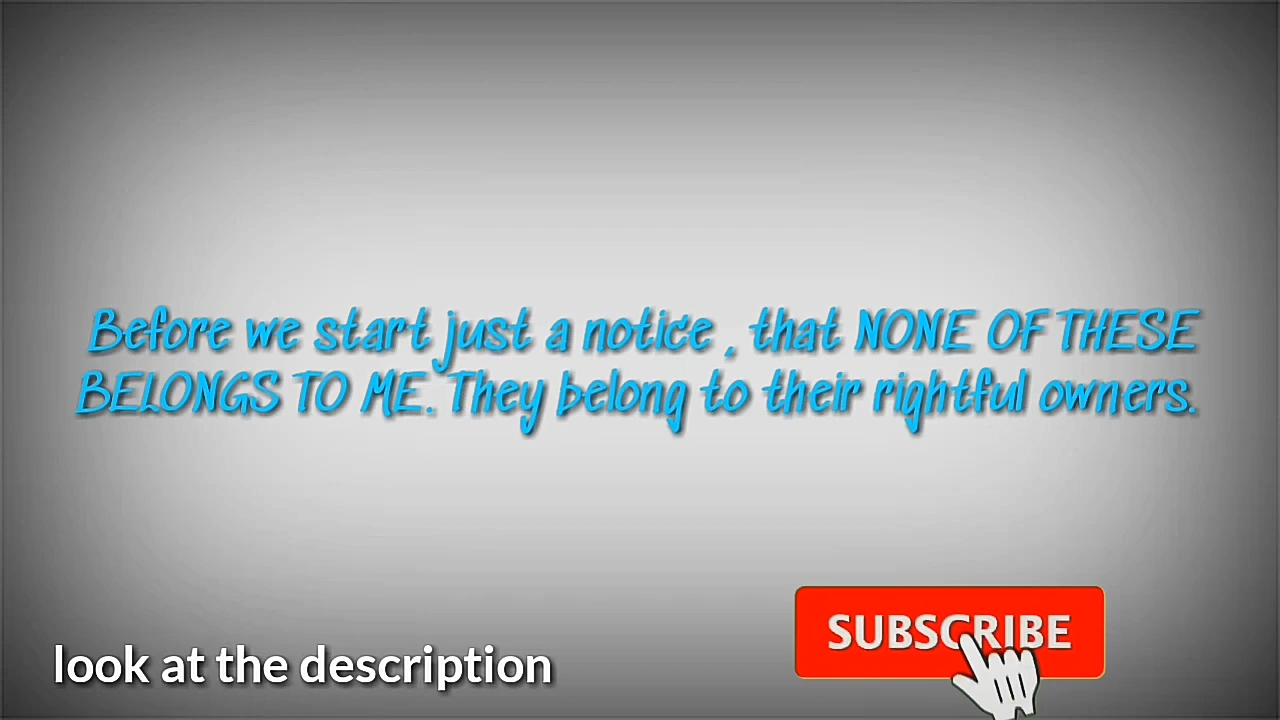 Before we start just a notice , that NONE OF THESE
BELONGS TO ME. They belong to their rightful owners.
SUBSCRIBE
look at the description